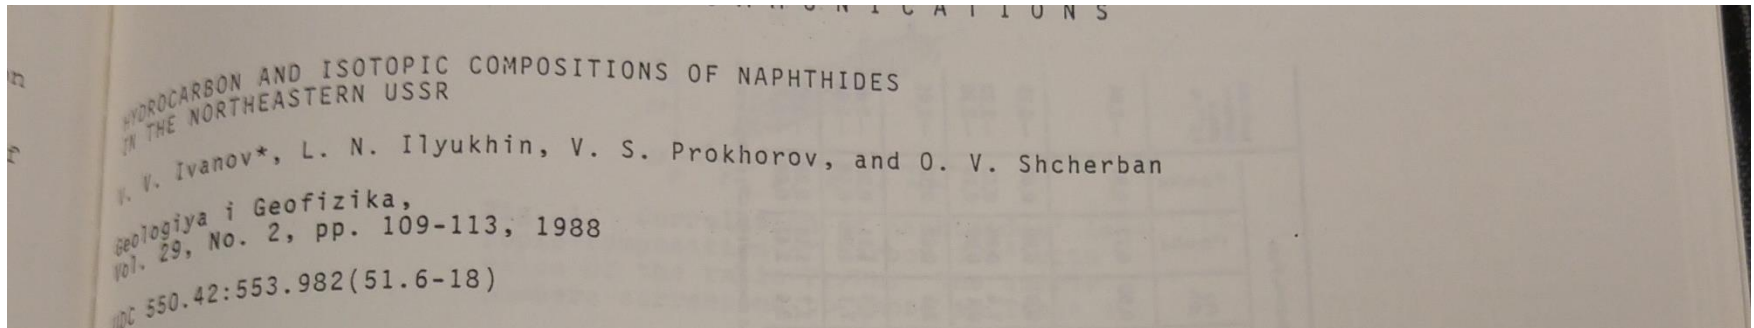 HYDROCARBON AND ISOTOPIC COMPOSITIONS OF NAPHTHIDES
IN THE NORTHEASTERN USSR
V. V. Ivanov*, L. N. Ilyukhin, V. S. Prokhorov, and O. V. Shcherban
Geologiya i Geofizika,
Vol. 29, No. 2, pp. 109-113, 1988
UDC 550.42:553.982(51.6-18)